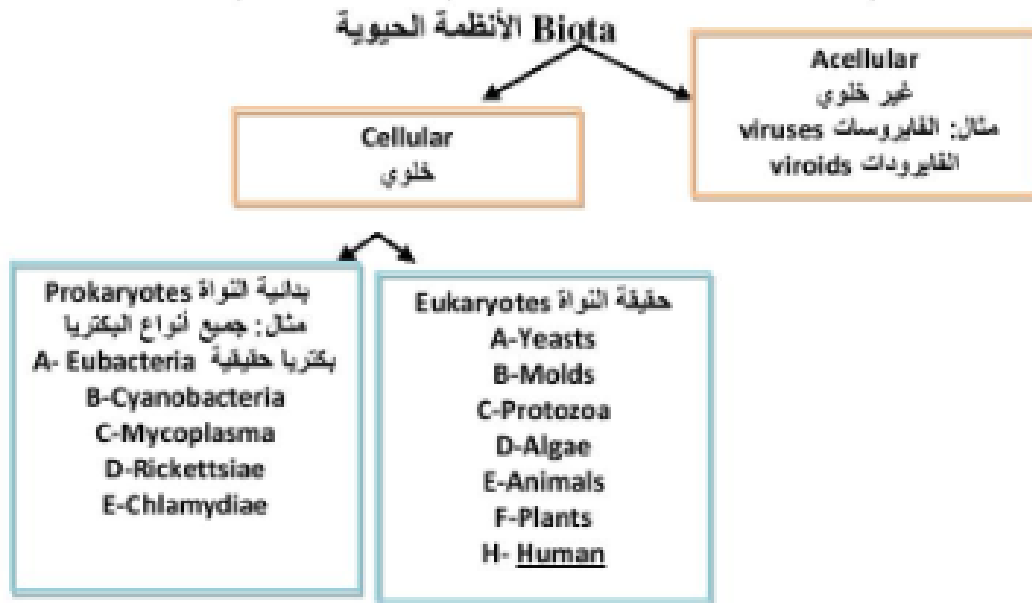 الأنظمة الحيوية Biota
Acellular
غير خلوي
مثال: الفايروسات viruses
الفايرودات viroids
Cellular
خلوي
بدائية النواة Prokaryotes
مثال: جميع أنواع البكتريا
A- Eubacteria بكتريا حقيقية
B-Cyanobacteria
C-Mycoplasma
D-Rickettsiae
E-Chlamydiae
حقيقة النواة Eukaryotes
A-Yeasts
B-Molds
C-Protozoa
D-Algae
E-Animals
F-Plants
H- Human